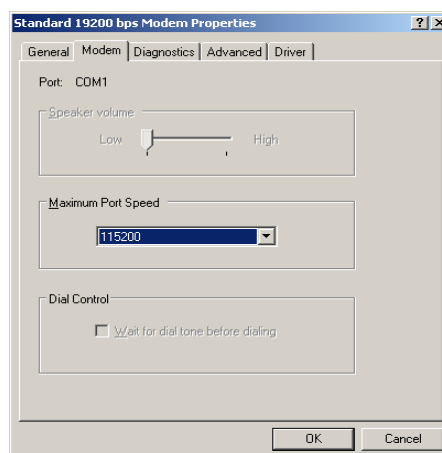 Standard 19200 bps Modem Properties
General Modem Diagnostics Advanced Driver
Port: COM1
Speaker volume
Low High
Maximum Port Speed
115200
Dial Control
Wait for dial tone before dialing
OK Cancel